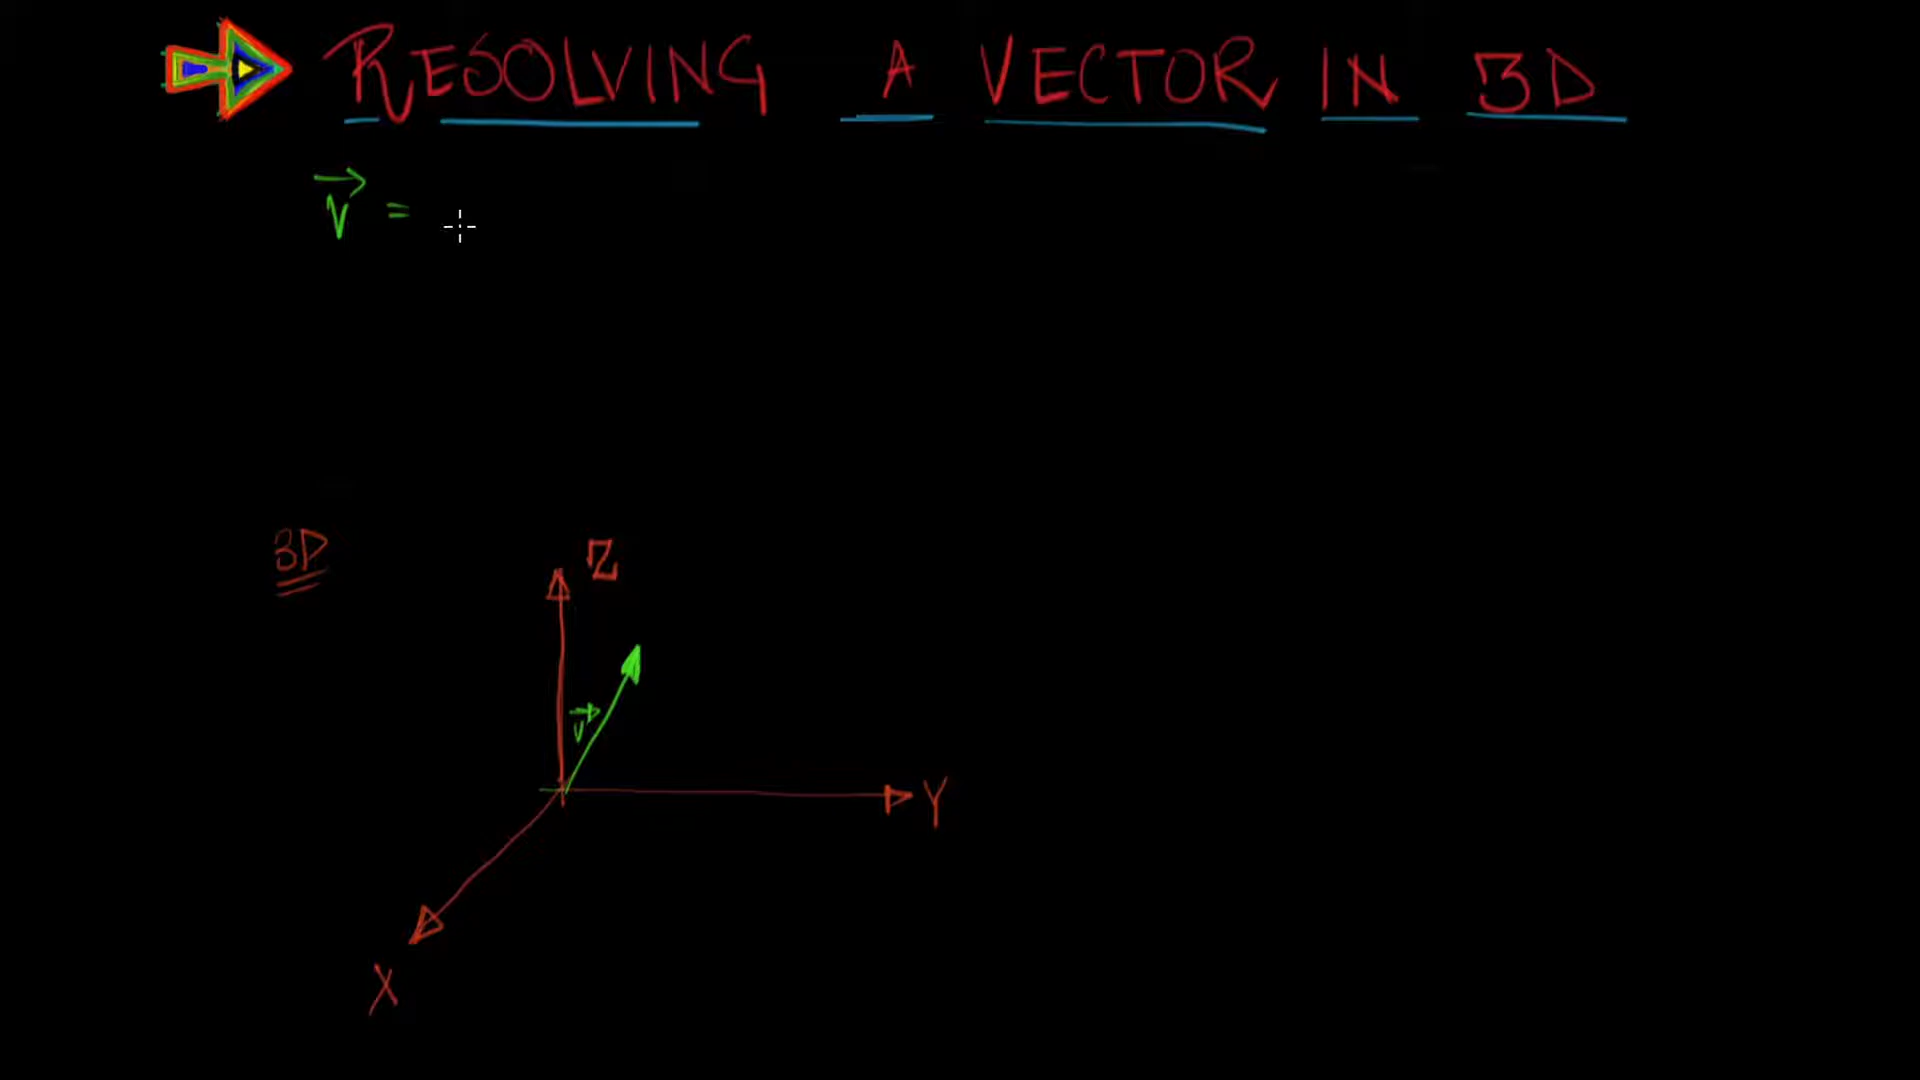 RESOLVING A VECTOR IN 3D
V⃗ =
3D
Z
V⃗
Y
X